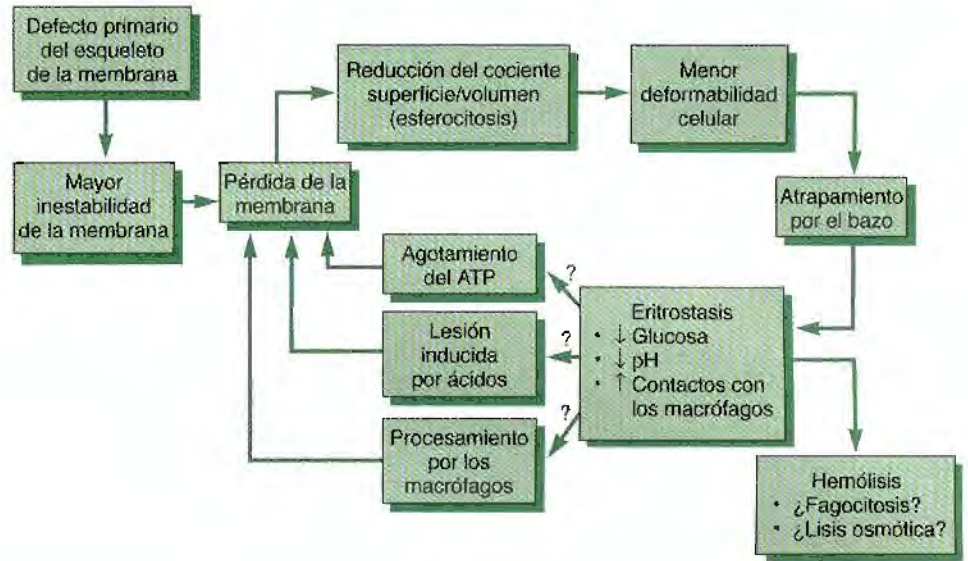 Defecto primario
del esqueleto
de la membrana
Mayor
inestabilidad
de la membrana
Pérdida de la
membrana
Reducción del cociente
superficie/volumen
(esferocitosis)
Menor
deformabilidad
celular
Atrapamiento
por el bazo
Eritrostasis
• ↓ Glucosa
• ↓ pH
• ↑ Contactos con
los macrófagos
?
Agotamiento
del ATP
?
Lesión
inducida
por ácidos
?
Procesamiento
por los
macrófagos
Hemólisis
• ¿Fagocitosis?
• ¿Lisis osmótica?